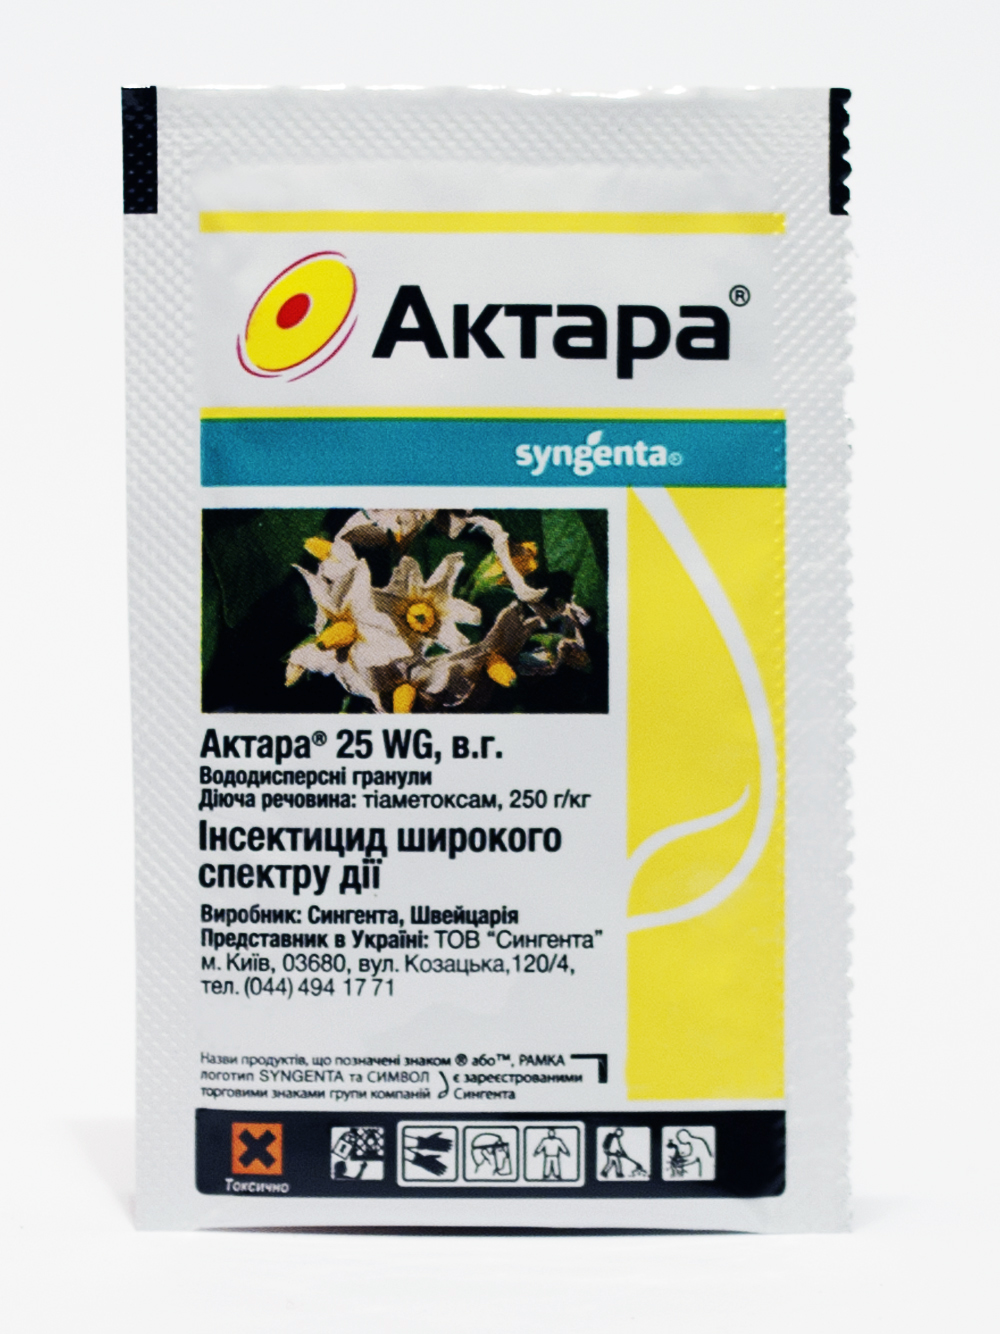 Актара®
syngenta®
Актара® 25 WG, в.г.
Вододисперсні гранули
Діюча речовина: тіаметоксам, 250 г/кг
Інсектицид широкого
спектру дії
Виробник: Сингента, Швейцарія
Представник в Україні: ТОВ "Сингента"
м. Київ, 03680, вул. Козацька,120/4,
тел. (044) 494 17 71
Назви продуктів, що позначені знаком ® або™, РАМКА
логотип SYNGENTA та СИМВОЛ є зареєстрованими
торговими знаками групи компаній Сингента
Токсично